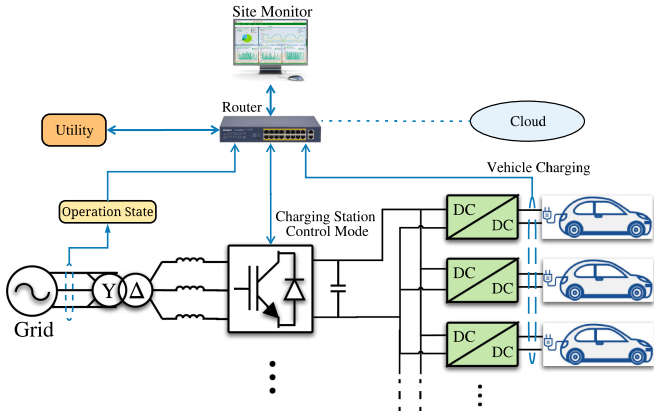 Site Monitor
Router
Utility
Cloud
Vehicle Charging
Operation State
Charging Station
Control Mode
DC
DC
Y Δ
Grid
DC
DC
DC
DC